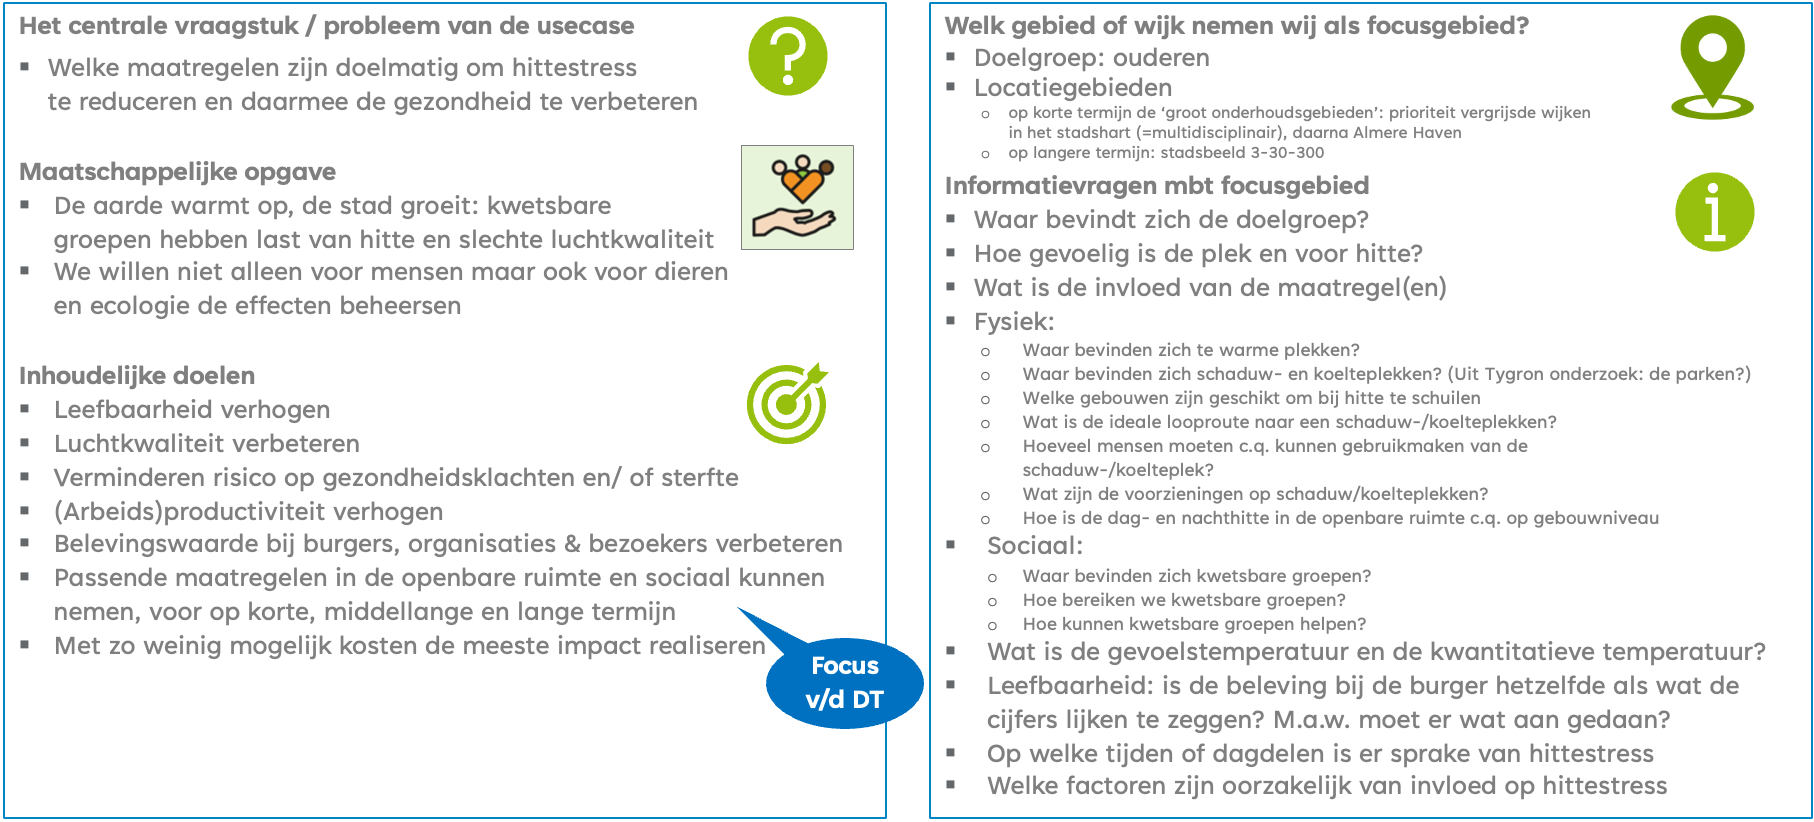 Het centrale vraagstuk / probleem van de usecase
▪ Welke maatregelen zijn doelmatig om hittestress
te reduceren en daarmee de gezondheid te verbeteren
Maatschappelijke opgave
▪ De aarde warmt op, de stad groeit: kwetsbare
groepen hebben last van hitte en slechte luchtkwaliteit
▪ We willen niet alleen voor mensen maar ook voor dieren
en ecologie de effecten beheersen
Inhoudelijke doelen
▪ Leefbaarheid verhogen
▪ Luchtkwaliteit verbeteren
▪ Verminderen risico op gezondheidsklachten en/ of sterfte
▪ (Arbeids)productiviteit verhogen
▪ Belevingswaarde bij burgers, organisaties & bezoekers verbeteren
▪ Passende maatregelen in de openbare ruimte en sociaal kunnen
nemen, voor op korte, middellange en lange termijn
▪ Met zo weinig mogelijk kosten de meeste impact realiseren
Focus
v/d DT
Welk gebied of wijk nemen wij als focusgebied?
▪ Doelgroep: ouderen
▪ Locatiegebieden
○ op korte termijn de ‘groot onderhoudsgebieden’: prioriteit vergrijsde wijken
in het stadshart (=multidisciplinair), daarna Almere Haven
○ op langere termijn: stadsbeeld 3-30-300
Informatievragen mbt focusgebied
▪ Waar bevindt zich de doelgroep?
▪ Hoe gevoelig is de plek en voor hitte?
▪ Wat is de invloed van de maatregel(en)
▪ Fysiek:
○ Waar bevinden zich te warme plekken?
○ Waar bevinden zich schaduw- en koelteplekken? (Uit Tygron onderzoek: de parken?)
○ Welke gebouwen zijn geschikt om bij hitte te schuilen
○ Wat is de ideale looproute naar een schaduw-/koelteplekken?
○ Hoeveel mensen moeten c.q. kunnen gebruikmaken van de
schaduw-/koelteplek?
○ Wat zijn de voorzieningen op schaduw/koelteplekken?
○ Hoe is de dag- en nachthitte in de openbare ruimte c.q. op gebouwniveau
▪ Sociaal:
○ Waar bevinden zich kwetsbare groepen?
○ Hoe bereiken we kwetsbare groepen?
○ Hoe kunnen kwetsbare groepen helpen?
▪ Wat is de gevoelstemperatuur en de kwantitatieve temperatuur?
▪ Leefbaarheid: is de beleving bij de burger hetzelfde als wat de
cijfers lijken te zeggen? M.a.w. moet er wat aan gedaan?
▪ Op welke tijden of dagdelen is er sprake van hittestress
▪ Welke factoren zijn oorzakelijk van invloed op hittestress